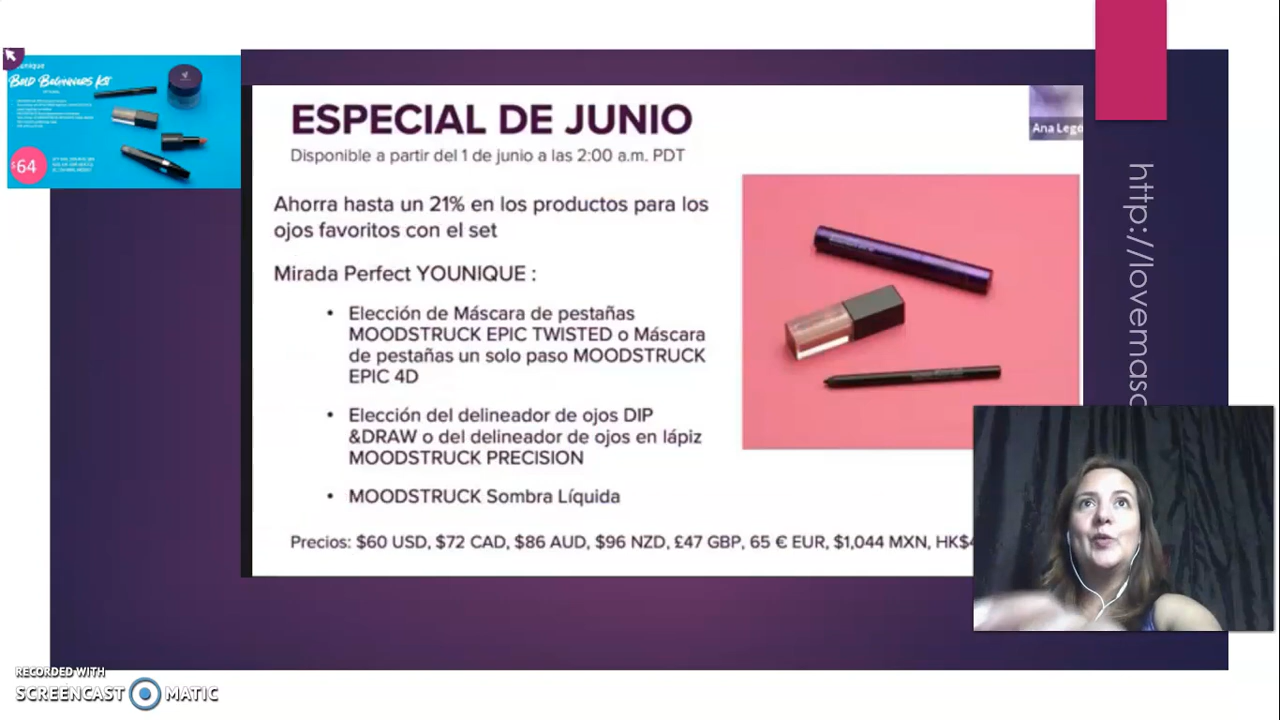 Bold Beginners Kit
$64
ESPECIAL DE JUNIO
Disponible a partir del 1 de junio a las 2:00 a.m. PDT
Ana Lego
Ahorra hasta un 21% en los productos para los
ojos favoritos con el set
Mirada Perfect YOUNIQUE :
• Elección de Máscara de pestañas
MOODSTRUCK EPIC TWISTED o Máscara
de pestañas un solo paso MOODSTRUCK
EPIC 4D
• Elección del delineador de ojos DIP
&DRAW o del delineador de ojos en lápiz
MOODSTRUCK PRECISION
• MOODSTRUCK Sombra Líquida
Precios: $60 USD, $72 CAD, $86 AUD, $96 NZD, £47 GBP, 65 € EUR, $1,044 MXN, HK$4
http://lovemasc
RECORDED WITH
SCREENCAST MATIC